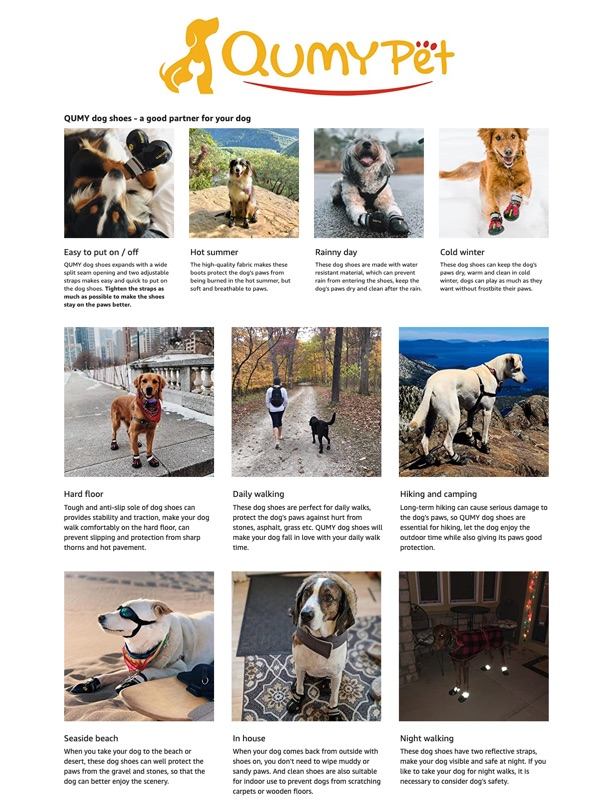 QUMYPet
QUMY dog shoes - a good partner for your dog
Easy to put on / off
QUMY dog shoes expands with a wide
split seam opening and two adjustable
straps makes easy and quick to put on
the dog shoes. Tighten the straps as
much as possible to make the shoes
stay on the paws better.
Hot summer
The high-quality fabric makes these
boots protect the dog's paws from
being burned in the hot summer, but
soft and breathable to paws.
Rainny day
These dog shoes are made with water
resistant material, which can prevent
rain from entering the shoes, keep the
dog's paws dry and clean after the rain.
Cold winter
These dog shoes can keep the dog's
paws dry, warm and clean in cold
winter, dogs can play as much as they
want without frostbite their paws.
Hard floor
Tough and anti-slip sole of dog shoes can
provides stability and traction, make your dog
walk comfortably on the hard floor, can
prevent slipping and protection from sharp
thorns and hot pavement.
Daily walking
These dog shoes are perfect for daily walks,
protect the dog's paws against hurt from
stones, asphalt, grass etc. QUMY dog shoes will
make your dog fall in love with your daily walk
time.
Hiking and camping
Long-term hiking can cause serious damage to
the dog's paws, so QUMY dog shoes are
essential for hiking, let the dog enjoy the
outdoor time while also giving its paws good
protection.
Seaside beach
When you take your dog to the beach or
desert, these dog shoes can well protect the
paws from the gravel and stones, so that the
dog can better enjoy the scenery.
In house
When your dog comes back from outside with
shoes on, you don't need to wipe muddy or
sandy paws. And clean shoes are also suitable
for indoor use to prevent dogs from scratching
carpets or wooden floors.
Night walking
These dog shoes have two reflective straps,
make your dog visible and safe at night. If you
like to take your dog for night walks, it is
necessary to consider dog's safety.